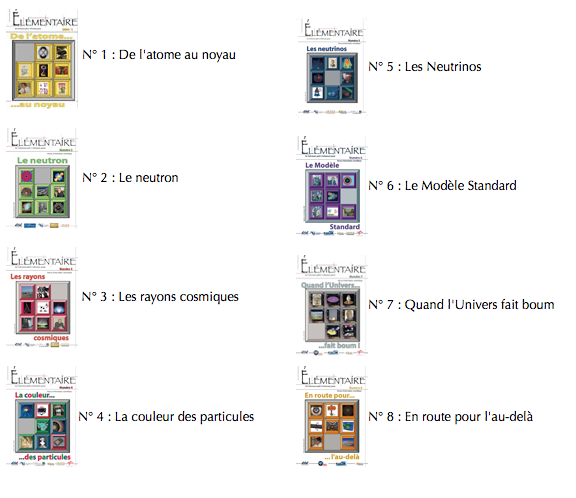 ÉLÉMENTAIRE
De l'atome...
...au noyau
N° 1 : De l'atome au noyau
ÉLÉMENTAIRE
Le neutron
N° 2 : Le neutron
ÉLÉMENTAIRE
Les rayons
cosmiques
N° 3 : Les rayons cosmiques
ÉLÉMENTAIRE
La couleur...
...des particules
N° 4 : La couleur des particules
ÉLÉMENTAIRE
Les neutrinos
N° 5 : Les Neutrinos
ÉLÉMENTAIRE
Le Modèle
Standard
N° 6 : Le Modèle Standard
ÉLÉMENTAIRE
Quand l'Univers...
...fait boum !
N° 7 : Quand l'Univers fait boum
ÉLÉMENTAIRE
En route pour...
...l'au-delà
N° 8 : En route pour l'au-delà